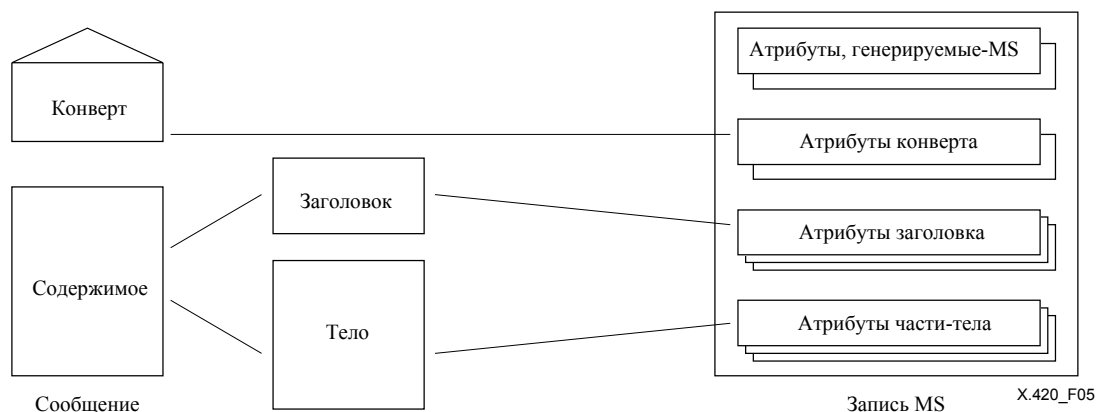 Атрибуты, генерируемые-MS
Конверт
Атрибуты конверта
Заголовок
Атрибуты заголовка
Содержимое
Тело
Атрибуты части-тела
Сообщение
Запись MS
X.420_F05